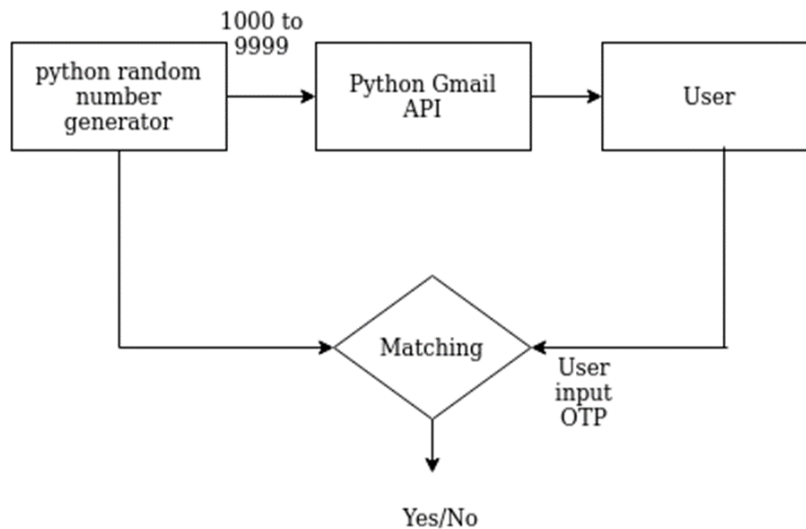 1000 to
9999
python random
number
generator
Python Gmail
API
User
Matching
User
input
OTP
Yes/No